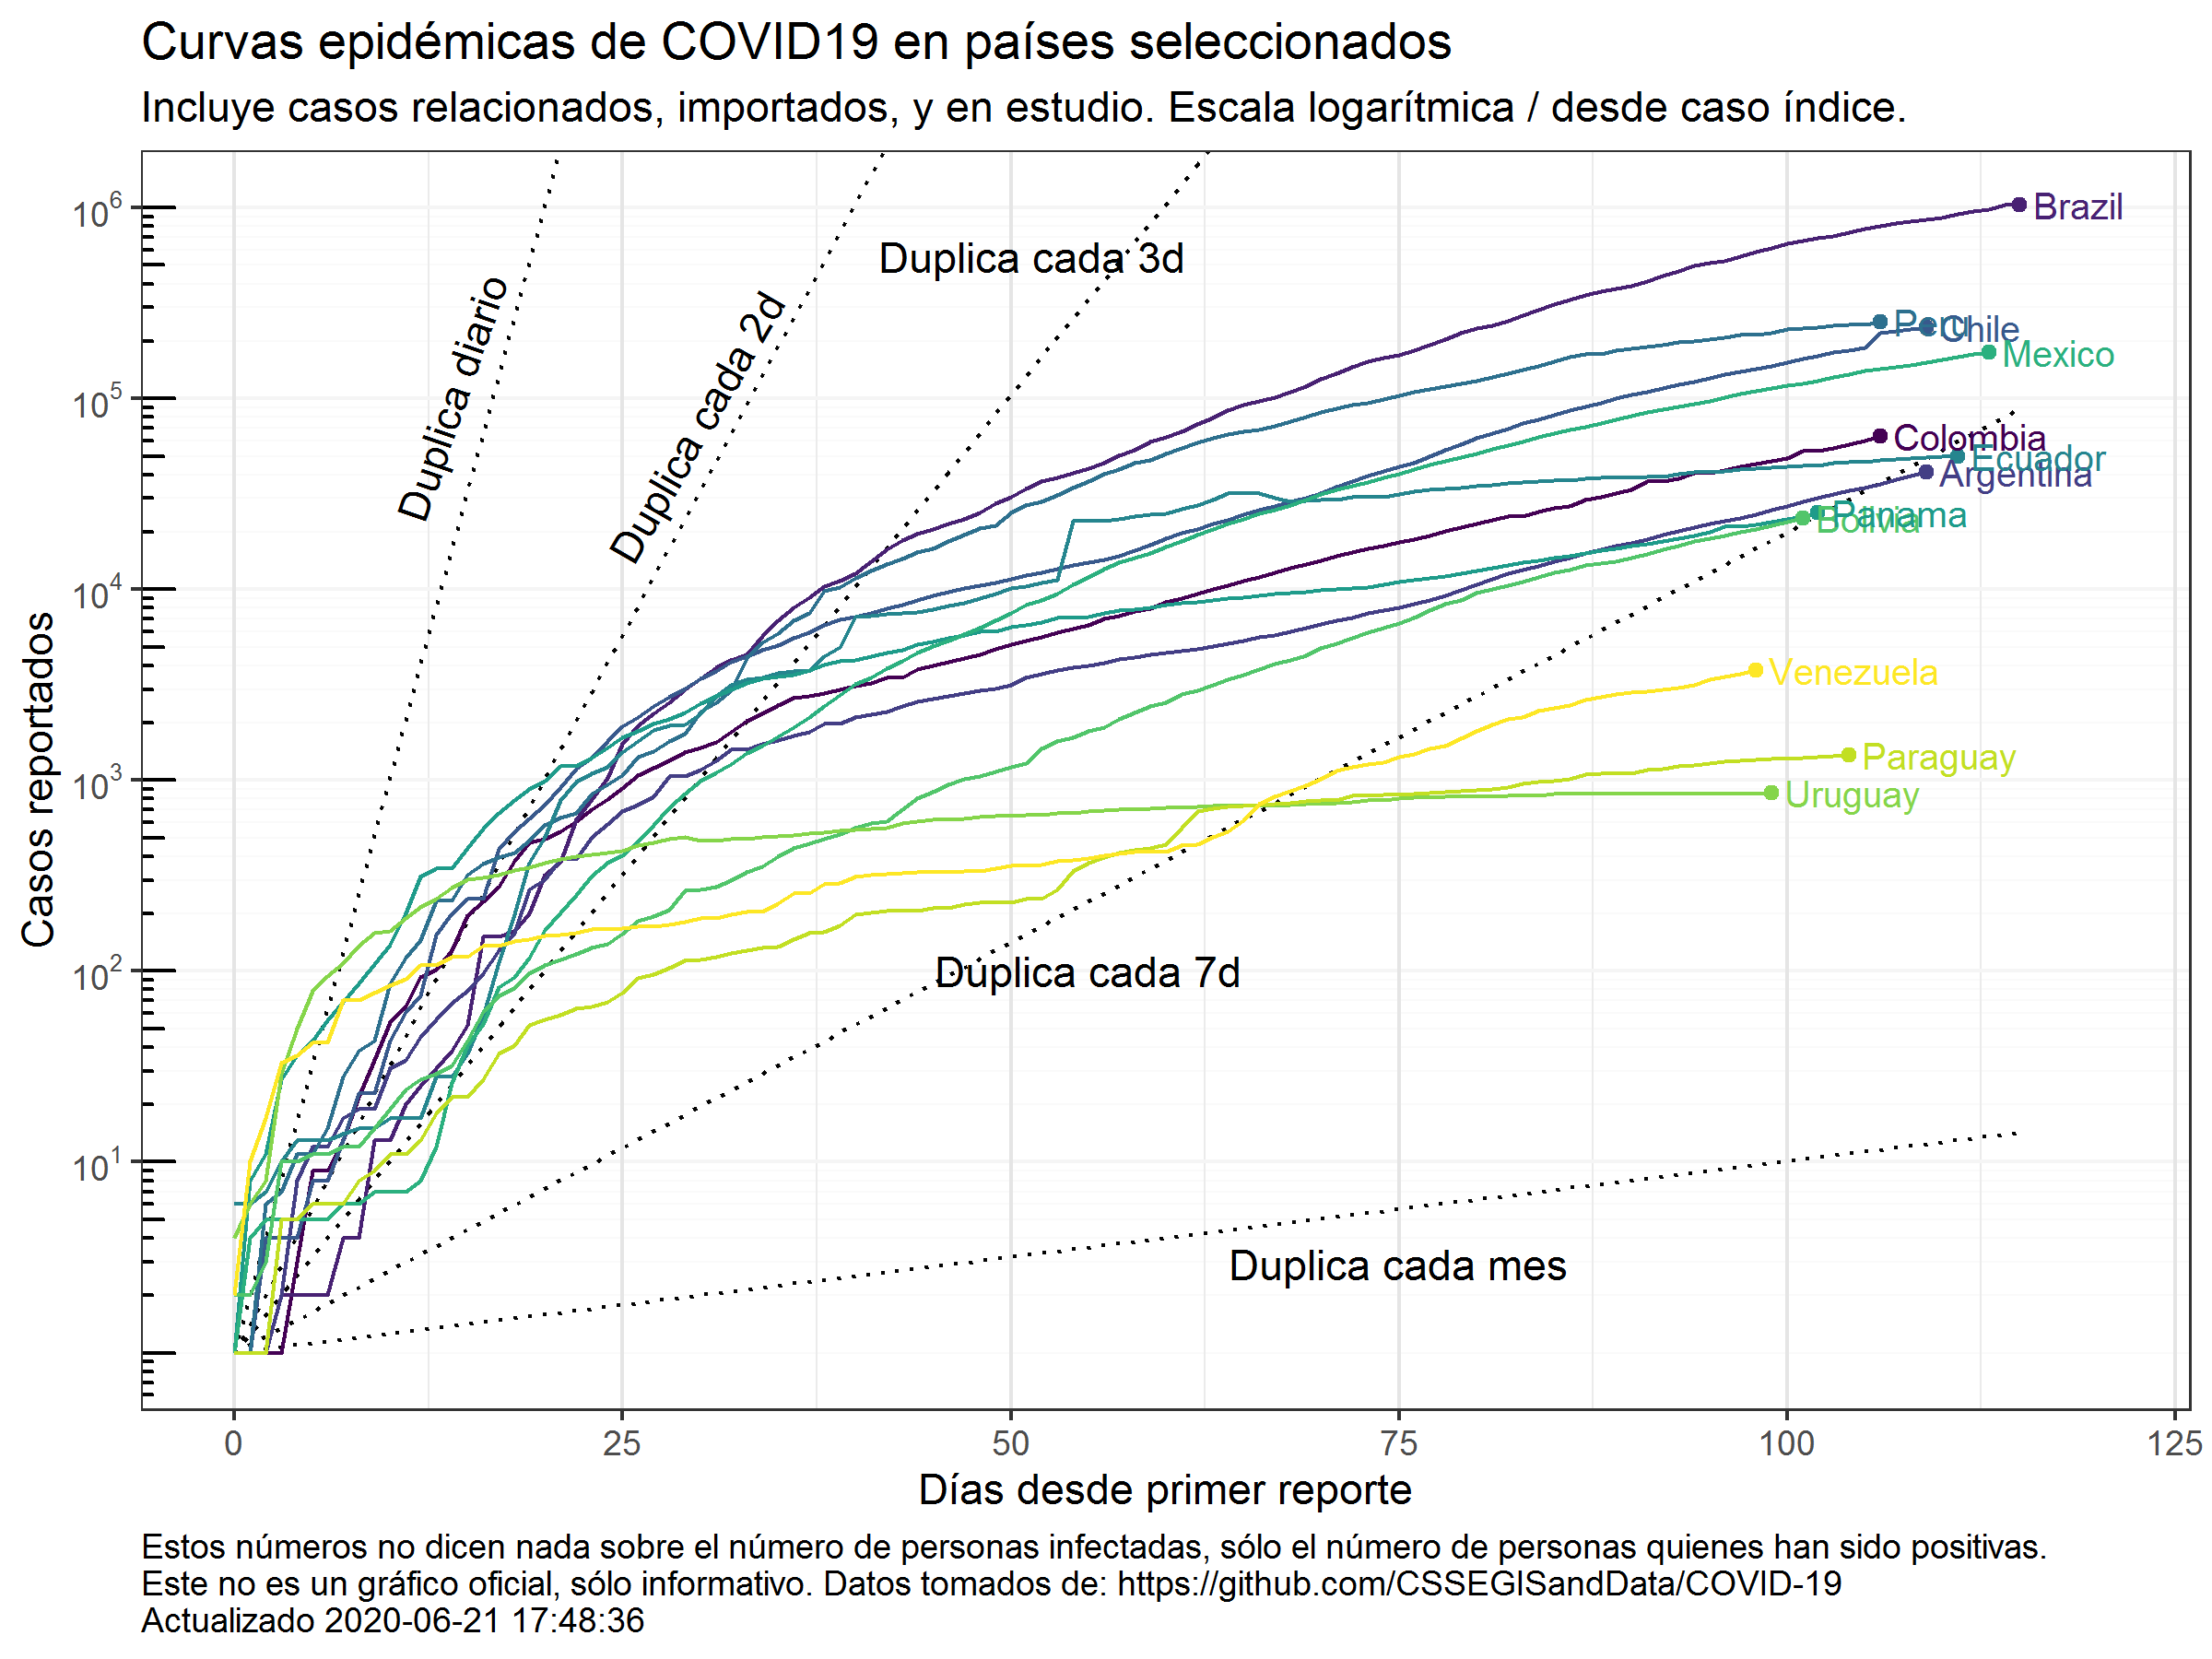 Curvas epidémicas de COVID19 en países seleccionados
Incluye casos relacionados, importados, y en estudio. Escala logarítmica / desde caso índice.
Casos reportados
10^6
10^5
10^4
10^3
10^2
10^1
Duplica diario
Duplica cada 2d
Duplica cada 3d
Duplica cada 7d
Duplica cada mes
Brazil
Peru
Chile
Mexico
Colombia
Ecuador
Argentina
Panama
Bolivia
Venezuela
Paraguay
Uruguay
0 25 50 75 100 125
Días desde primer reporte
Estos números no dicen nada sobre el número de personas infectadas, sólo el número de personas quienes han sido positivas.
Este no es un gráfico oficial, sólo informativo. Datos tomados de: https://github.com/CSSEGISandData/COVID-19
Actualizado 2020-06-21 17:48:36